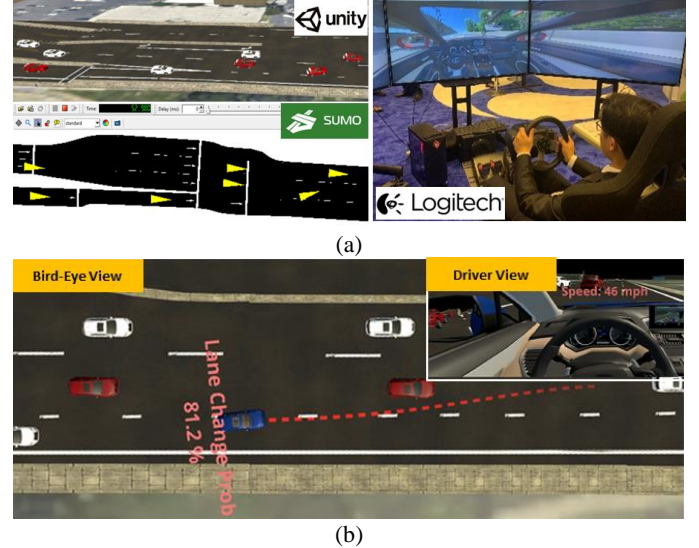 unity
Time:
Delay (ms):
standard
SUMO
Logitech
(a)
Bird-Eye View
Driver View
Speed: 46 mph
Lane Change Prob
81.2 %
(b)